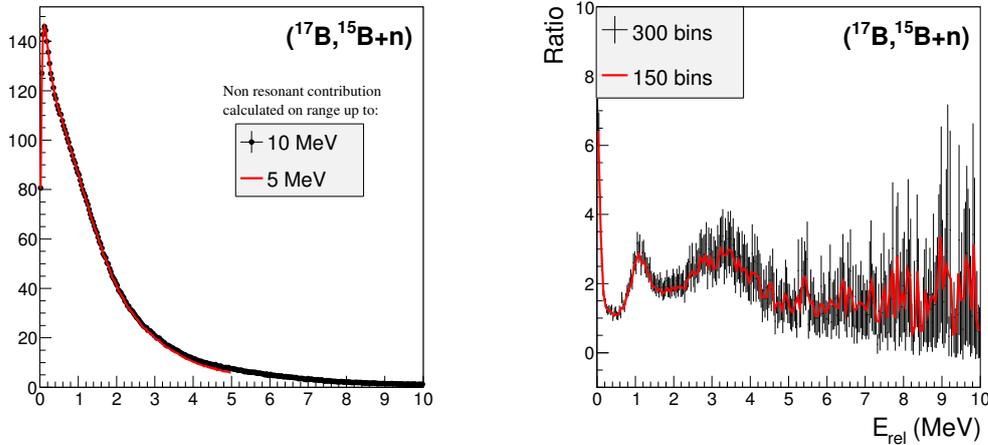 (¹⁷B,¹⁵B+n)
Non resonant contribution
calculated on range up to:
10 MeV
5 MeV
140
120
100
80
60
40
20
0
0 1 2 3 4 5 6 7 8 9 10
Ratio
(¹⁷B,¹⁵B+n)
300 bins
150 bins
10
8
6
4
2
0
0 1 2 3 4 5 6 7 8 9 10
E_rel (MeV)